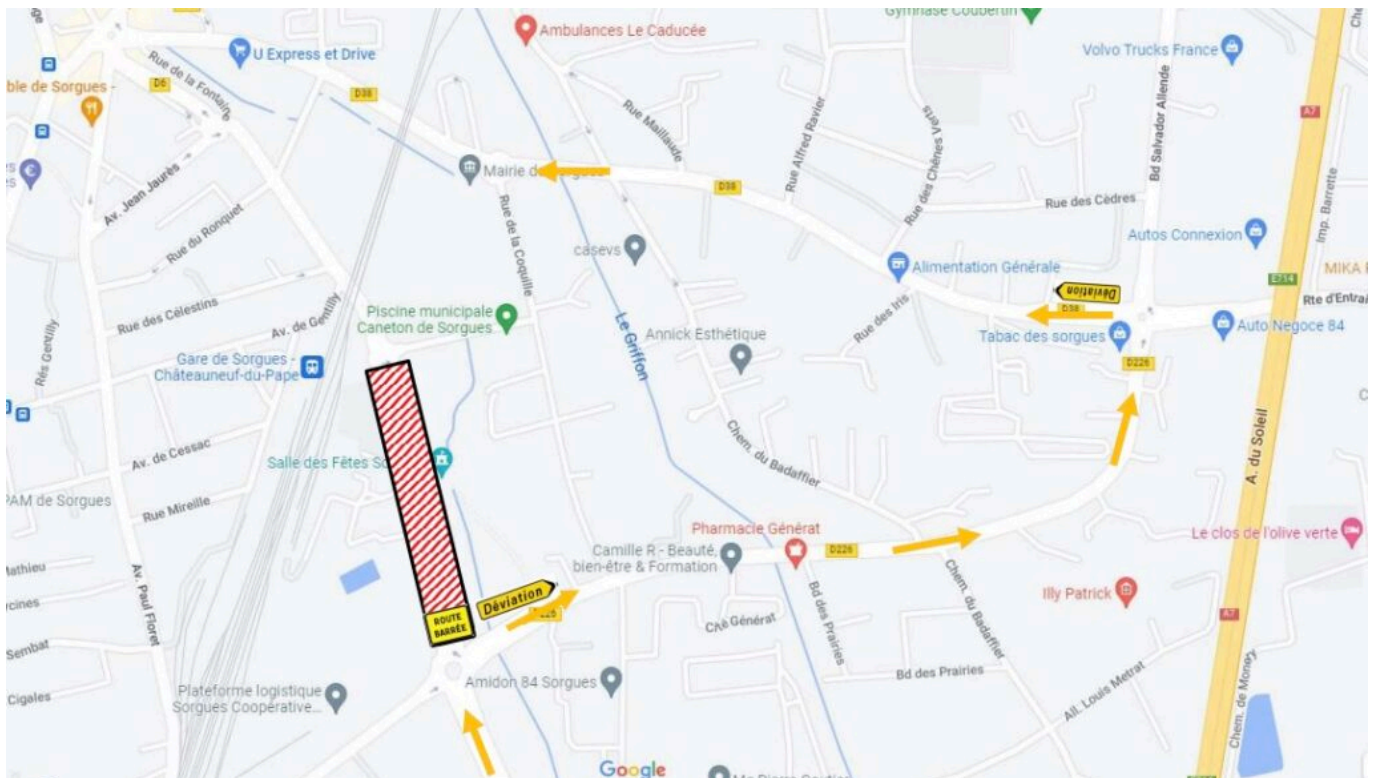 Gymnase Coubertin
Ambulances Le Caducée
Volvo Trucks France
U Express et Drive
Rue de la Fontaine
D6
ble de Sorgues -
D38
A7
Rue Maillaude
Rue Alfred Ravier
Rue des Chênes Verts
Bd Salvador Allende
Imp. Barrette
Mairie de Sorgues
D38
Av. Jean Jaurès
Rue du Ronquet
Rue de la Coquille
Rue des Cèdres
casevs
Autos Connexion
Alimentation Générale
MIKA
E714
Déviation
D38
Rte d'Entrai
Rue des Célestins
Av. de Gentilly
Piscine municipale
Caneton de Sorgues...
Le Griffon
Rue des Iris
Tabac des sorgues
Auto Negoce 84
Annick Esthétique
Rés Gentilly
Gare de Sorgues -
Châteauneuf-du-Pape
D226
Av. de Cessac
Salle des Fêtes So
Chem. du Badaffier
A. du Soleil
PAM de Sorgues
Rue Mireille
Pharmacie Générat
Le clos de l'olive verte
Camille R - Beauté,
bien-être & Formation
D226
Mathieu
Av. Paul Floret
Déviation
ROUTE
BARRÉE
Bd des Prairies
Chem. du Badaffier
Illy Patrick
A7
Sembat
Chè Générat
Bd des Prairies
Cigales
Plateforme logistique
Sorgues Coopérative...
Amidon 84 Sorgues
All. Louis Metrat
Chem. de Money
Google